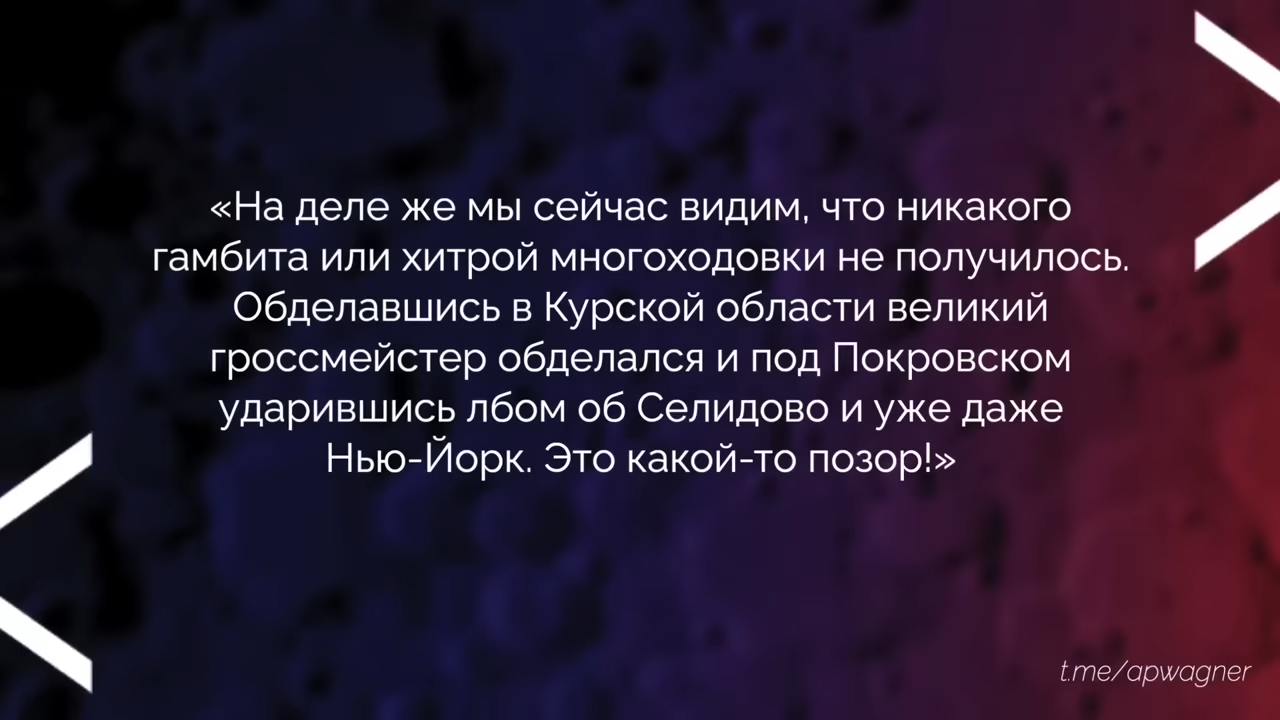 «На деле же мы сейчас видим, что никакого
гамбита или хитрой многоходовки не получилось.
Обделавшись в Курской области великий
гроссмейстер обделался и под Покровском
ударившись лбом об Селидово и уже даже
Нью-Йорк. Это какой-то позор!»
t.me/apwagner